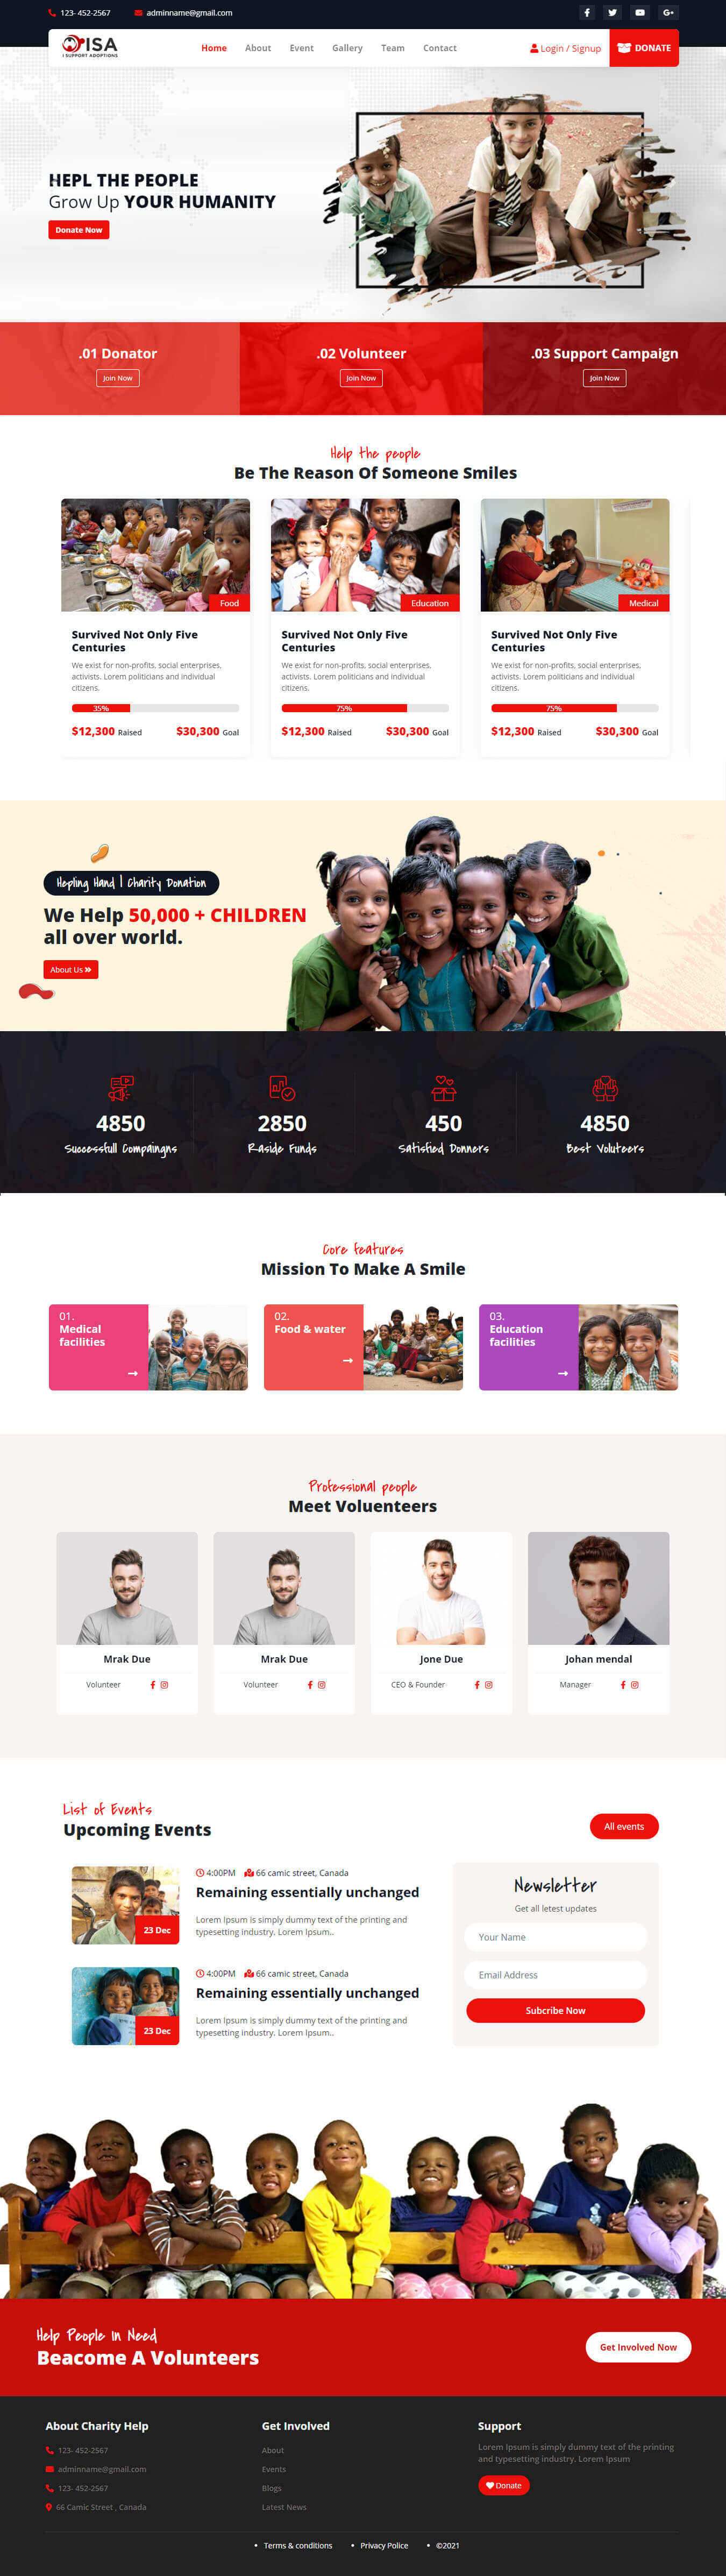 123- 452-2567
adminname@gmail.com
G+
ISA
I SUPPORT ADOPTIONS
Home
About
Event
Gallery
Team
Contact
Login / Signup
DONATE
HEPL THE PEOPLE
Grow Up YOUR HUMANITY
Donate Now
.01 Donator
Join Now
.02 Volunteer
Join Now
.03 Support Campaign
Join Now
Help the people
Be The Reason Of Someone Smiles
Food
Survived Not Only Five
Centuries
We exist for non-profits, social enterprises,
activists. Lorem politicians and individual
citizens.
35%
$12,300 Raised
$30,300 Goal
Education
Survived Not Only Five
Centuries
We exist for non-profits, social enterprises,
activists. Lorem politicians and individual
citizens.
75%
$12,300 Raised
$30,300 Goal
Medical
Survived Not Only Five
Centuries
We exist for non-profits, social enterprises,
activists. Lorem politicians and individual
citizens.
75%
$12,300 Raised
$30,300 Goal
Hepling Hand | Charity Donation
We Help 50,000 + CHILDREN
all over world.
About Us
4850
Successfull Compaingns
2850
Raside Funds
450
Satisfied Donners
4850
Best Voluteers
Core features
Mission To Make A Smile
01.
Medical
facilities
02.
Food & water
03.
Education
facilities
Professional people
Meet Voluenteers
Mrak Due
Volunteer
Mrak Due
Volunteer
Jone Due
CEO & Founder
Johan mendal
Manager
List of Events
Upcoming Events
All events
23 Dec
4:00PM
66 camic street, Canada
Remaining essentially unchanged
Lorem Ipsum is simply dummy text of the printing and
typesetting industry. Lorem Ipsum..
23 Dec
4:00PM
66 camic street, Canada
Remaining essentially unchanged
Lorem Ipsum is simply dummy text of the printing and
typesetting industry. Lorem Ipsum..
Newsletter
Get all letest updates
Your Name
Email Address
Subcribe Now
Help People in Need
Beacome A Volunteers
Get Involved Now
About Charity Help
123- 452-2567
adminname@gmail.com
123- 452-2567
66 Camic Street , Canada
Get Involved
About
Events
Blogs
Latest News
Support
Lorem Ipsum is simply dummy text of the printing
and typesetting industry. Lorem Ipsum
Donate
Terms & conditions
Privacy Police
©2021